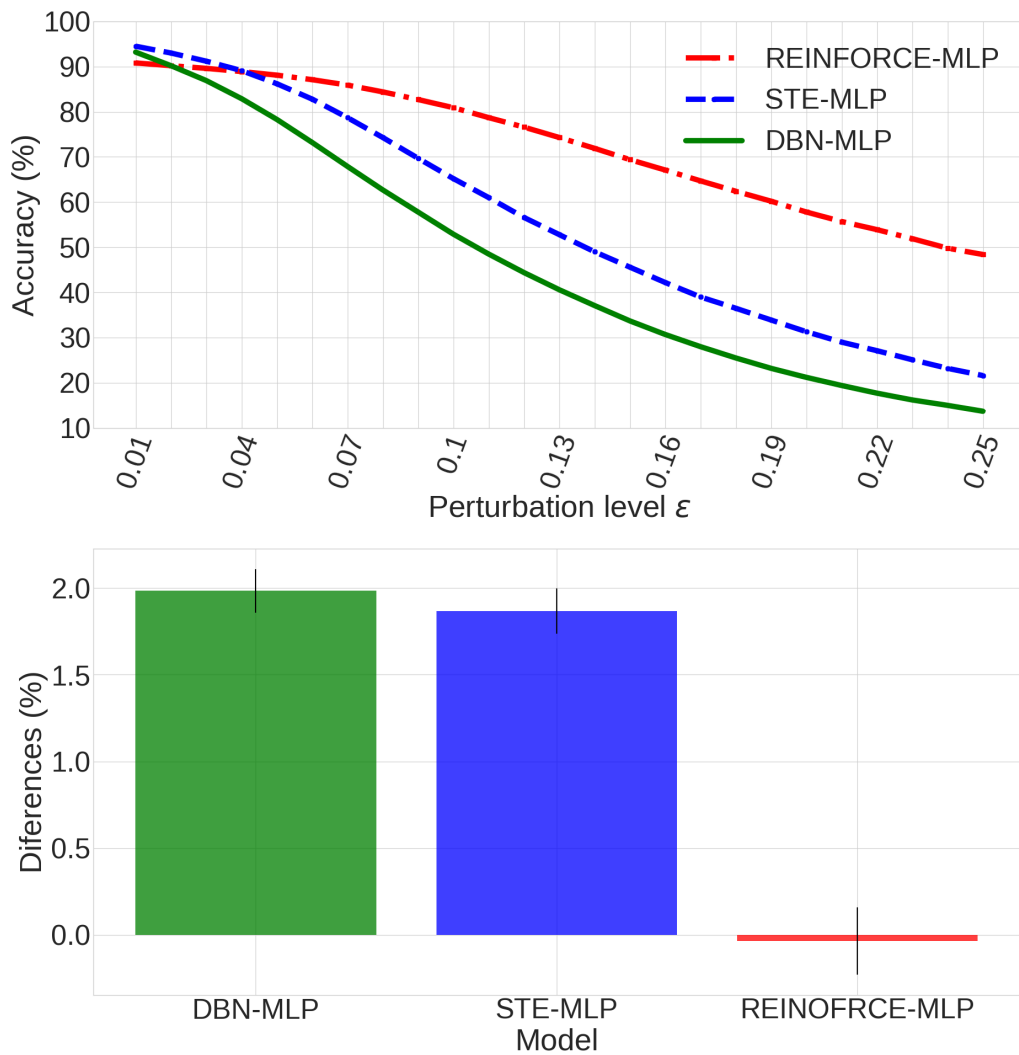 100
90
80
70
60
50
40
30
20
10
Accuracy (%)
REINFORCE-MLP
STE-MLP
DBN-MLP
0.01 0.04 0.07 0.1 0.13 0.16 0.19 0.22 0.25
Perturbation level ε
2.0
1.5
1.0
0.5
0.0
Diferences (%)
DBN-MLP STE-MLP REINOFRCE-MLP
Model